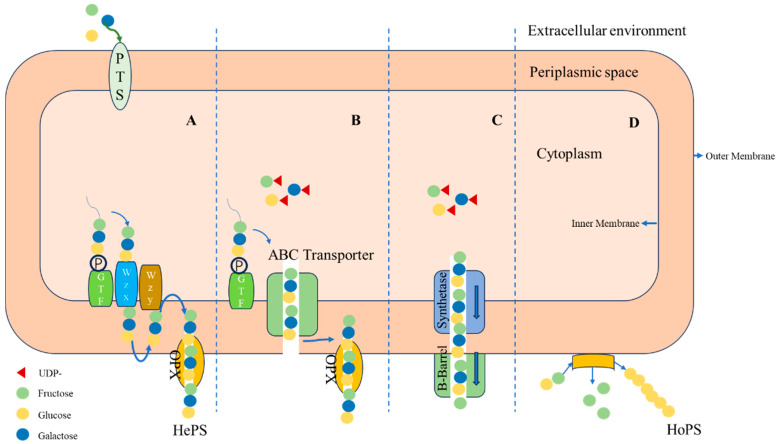 Extracellular environment
PTS
Periplasmic space
A
B
C
D
Cytoplasm
Outer Membrane
Inner Membrane
P
GTF
Wzx
Wzy
P
GTF
ABC Transporter
Synthetase
B-Barrel
OPX
OPX
UDP-
Fructose
Glucose
Galactose
HePS
HoPS